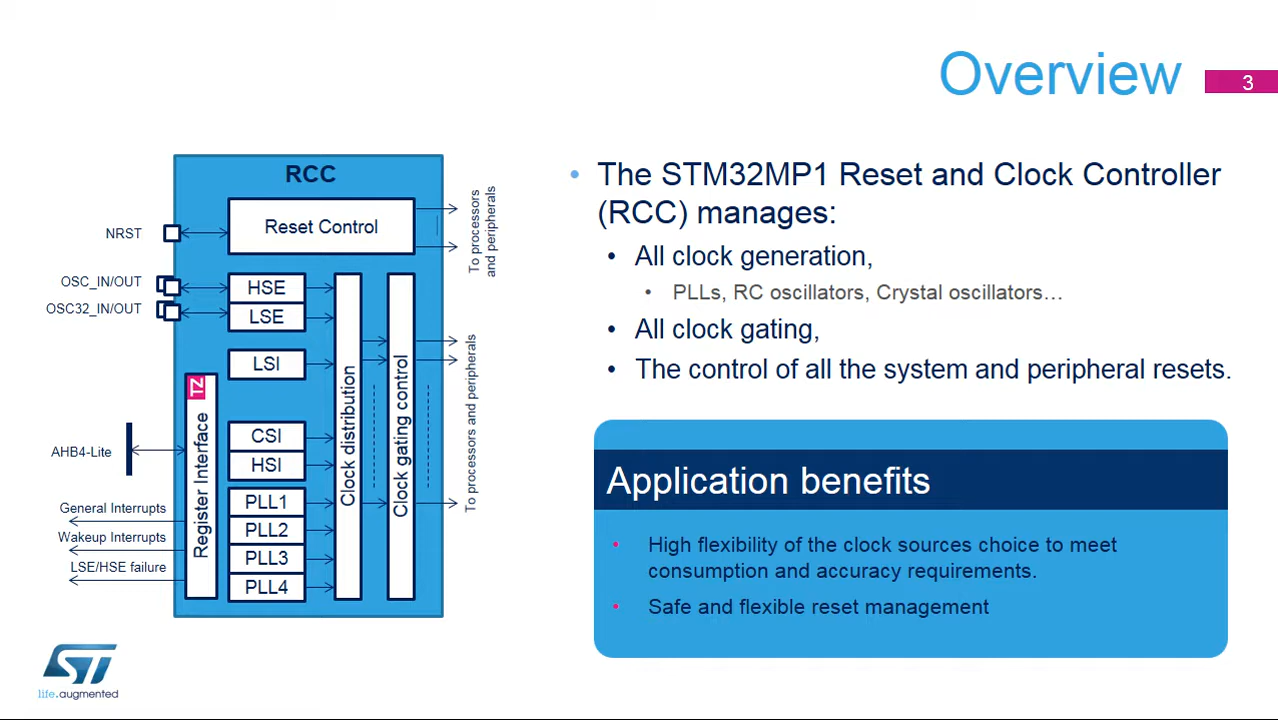 Overview
3
RCC
Reset Control
NRST
OSC_IN/OUT
OSC32_IN/OUT
HSE
LSE
LSI
CSI
HSI
PLL1
PLL2
PLL3
PLL4
TZ
Register Interface
Clock distribution
Clock gating control
To processors
and peripherals
To processors and peripherals
AHB4-Lite
General Interrupts
Wakeup Interrupts
LSE/HSE failure
• The STM32MP1 Reset and Clock Controller
(RCC) manages:
• All clock generation,
• PLLs, RC oscillators, Crystal oscillators…
• All clock gating,
• The control of all the system and peripheral resets.
Application benefits
• High flexibility of the clock sources choice to meet
consumption and accuracy requirements.
• Safe and flexible reset management
ST
life.augmented